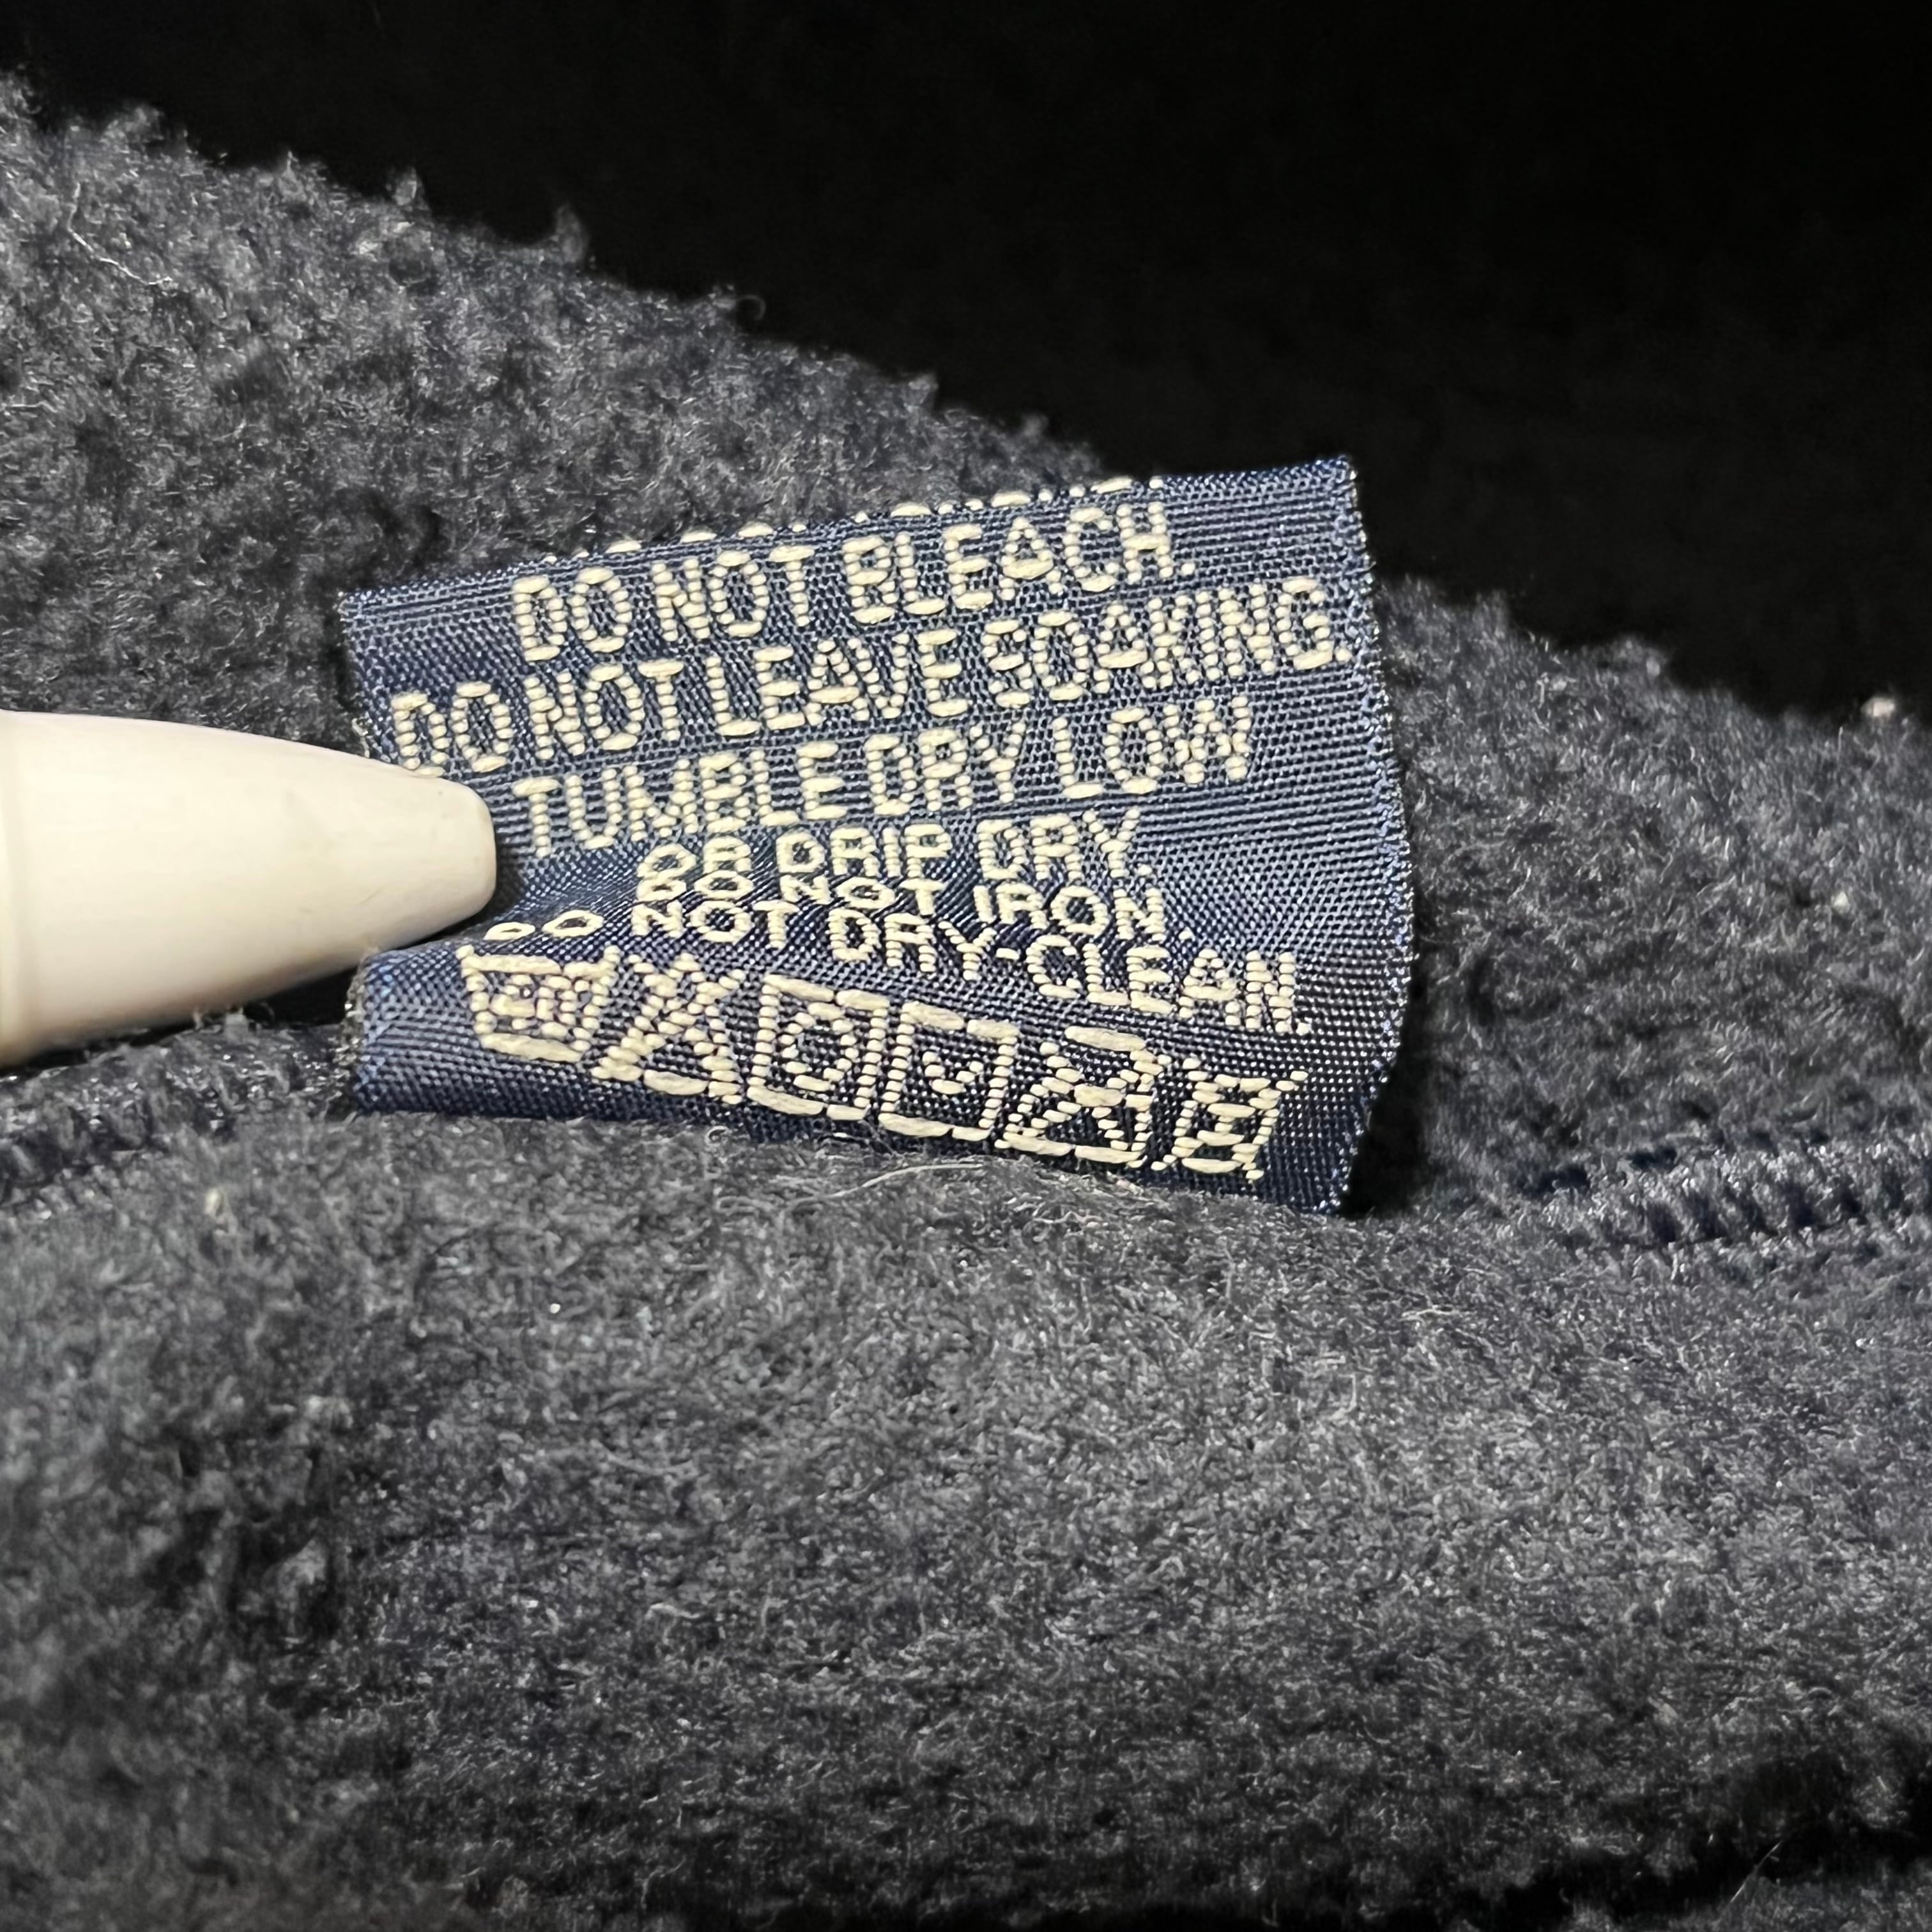 DO NOT BLEACH.
DO NOT LEAVE SOAKING.
TUMBLE DRY LOW
OR DRIP DRY.
DO NOT IRON.
DO NOT DRY-CLEAN.